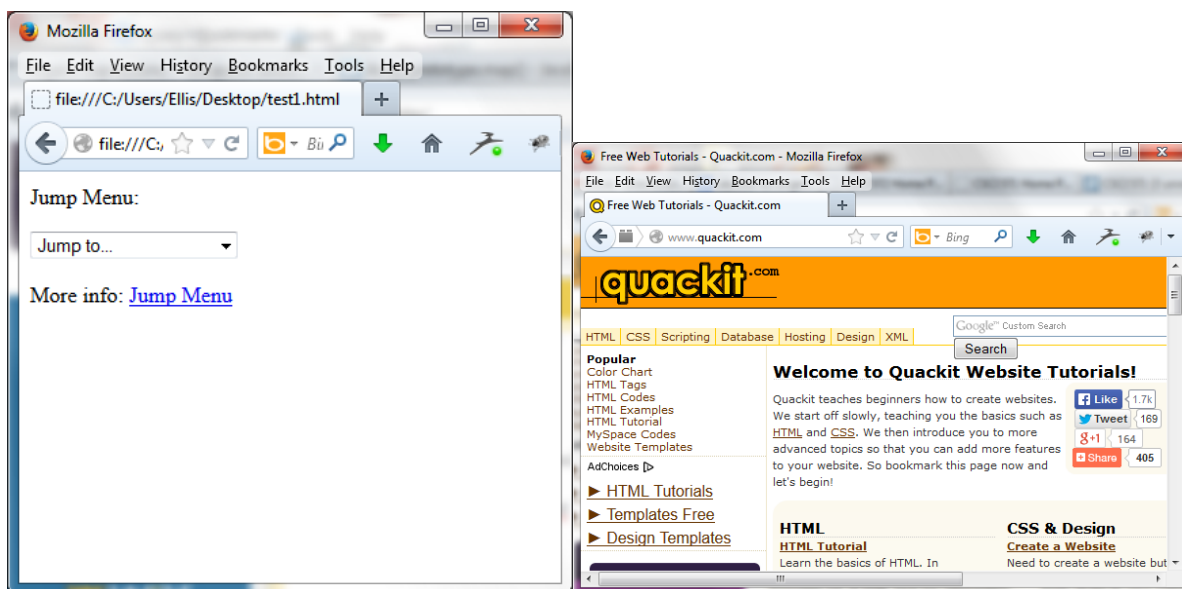 Mozilla Firefox
File Edit View History Bookmarks Tools Help
file:///C:/Users/Ellis/Desktop/test1.html
file:///C:,
Jump Menu:
Jump to...
More info: Jump Menu
Free Web Tutorials - Quackit.com - Mozilla Firefox
File Edit View History Bookmarks Tools Help
Free Web Tutorials - Quackit.com
www.quackit.com Bing
quackit.com
Google™ Custom Search
HTML CSS Scripting Database Hosting Design XML
Search
Popular
Color Chart
HTML Tags
HTML Codes
HTML Examples
HTML Tutorial
MySpace Codes
Website Templates
AdChoices
► HTML Tutorials
► Templates Free
► Design Templates
Welcome to Quackit Website Tutorials!
Quackit teaches beginners how to create websites.
We start off slowly, teaching you the basics such as
HTML and CSS. We then introduce you to more
advanced topics so that you can add more features
to your website. So bookmark this page now and
let's begin!
Like 1.7k
Tweet 169
g+1 164
Share 405
HTML
HTML Tutorial
Learn the basics of HTML. In
CSS & Design
Create a Website
Need to create a website but